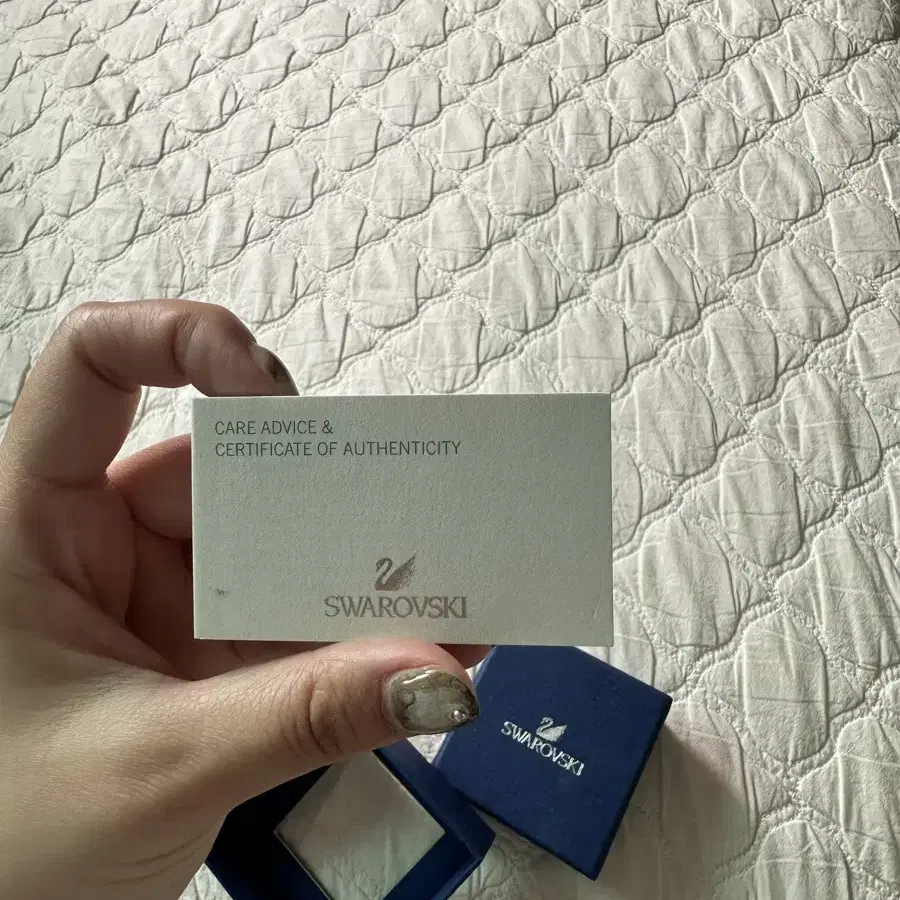 CARE ADVICE &
CERTIFICATE OF AUTHENTICITY
SWAROVSKI
SWAROVSKI